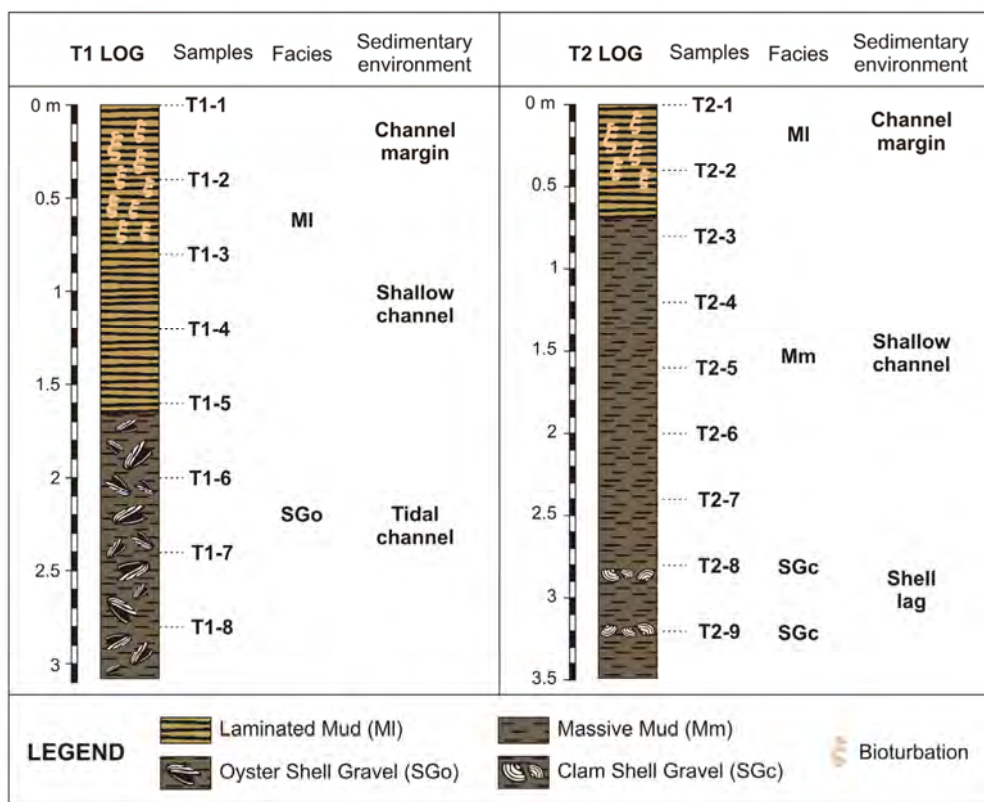 T1 LOG Samples Facies Sedimentary environment
0 m T1-1
Channel margin
T1-2
0.5 Ml
T1-3
1 Shallow channel
T1-4
1.5
T1-5
2 T1-6
SGo Tidal channel
T1-7
2.5
T1-8
3
T2 LOG Samples Facies Sedimentary environment
0 m T2-1
Ml Channel margin
T2-2
0.5
T2-3
1
T2-4
1.5 Mm Shallow channel
T2-5
2 T2-6
T2-7
2.5
T2-8 SGc
Shell lag
3
T2-9 SGc
3.5
LEGEND
Laminated Mud (Ml)
Massive Mud (Mm)
Bioturbation
Oyster Shell Gravel (SGo)
Clam Shell Gravel (SGc)